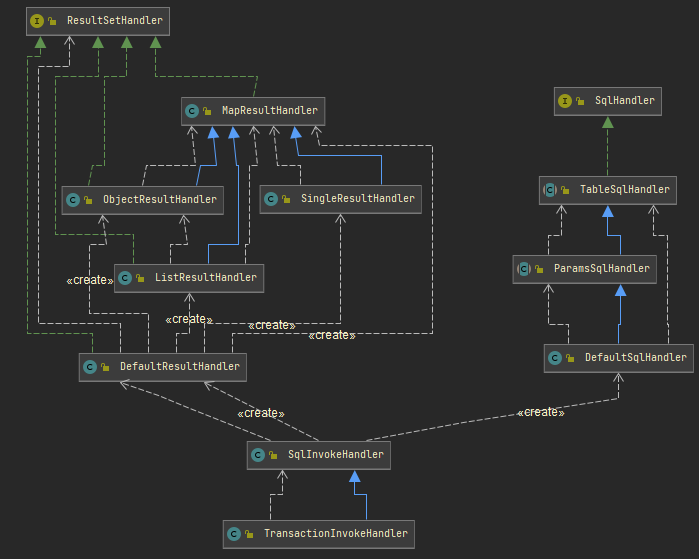 ResultSetHandler
MapResultHandler
SqlHandler
ObjectResultHandler
SingleResultHandler
TableSqlHandler
ListResultHandler
ParamsSqlHandler
«create»
«create»
«create»
«create»
DefaultResultHandler
DefaultSqlHandler
«create»
«create»
SqlInvokeHandler
TransactionInvokeHandler